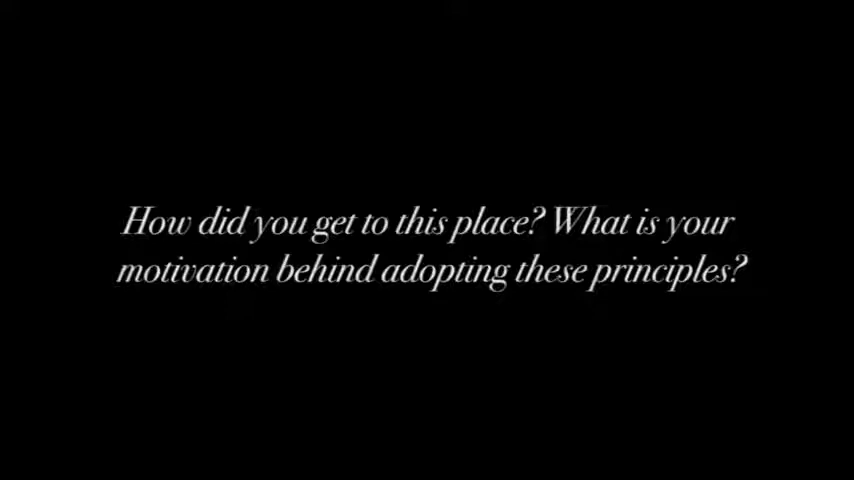 How did you get to this place? What is your
motivation behind adopting these principles?